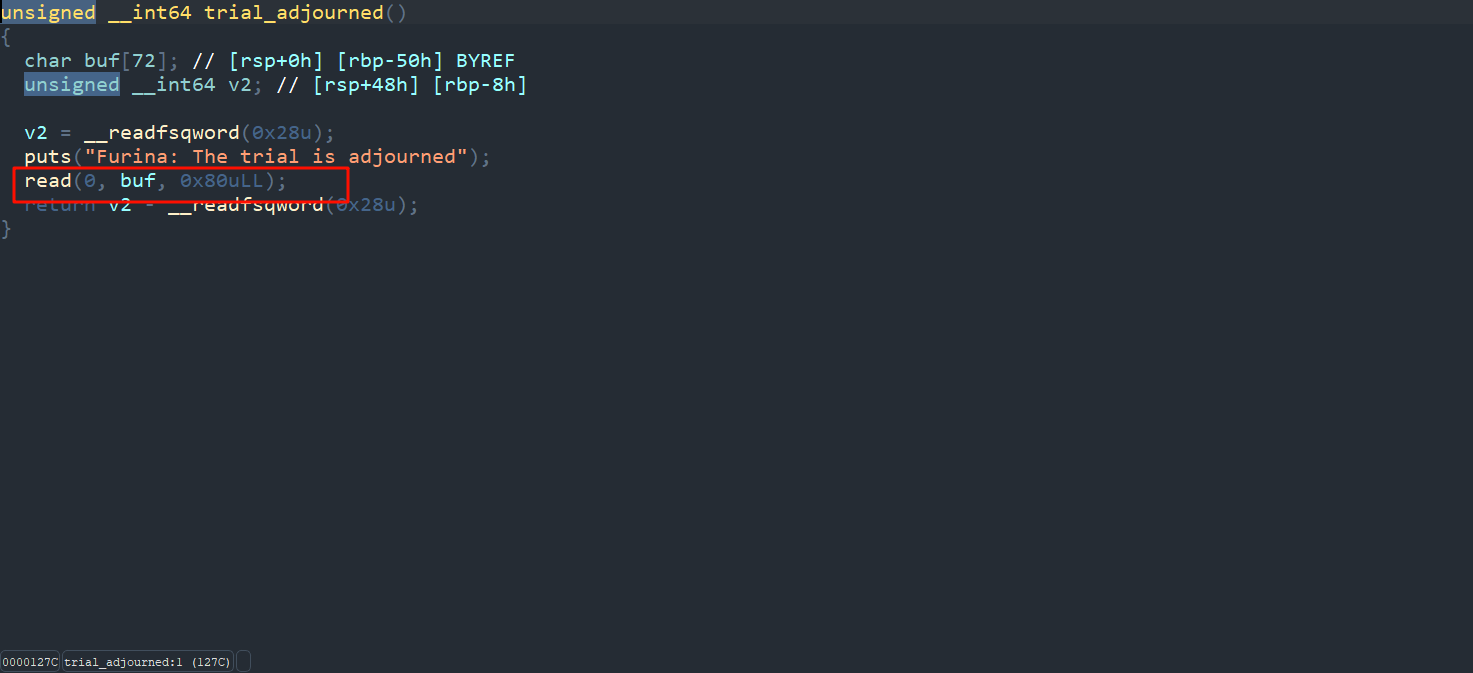 unsigned __int64 trial_adjourned()
{
char buf[72]; // [rsp+0h] [rbp-50h] BYREF
unsigned __int64 v2; // [rsp+48h] [rbp-8h]
v2 = __readfsqword(0x28u);
puts("Furina: The trial is adjourned");
read(0, buf, 0x80uLL);
return v2 - __readfsqword(0x28u);
}
0000127C trial_adjourned:1 (127C)